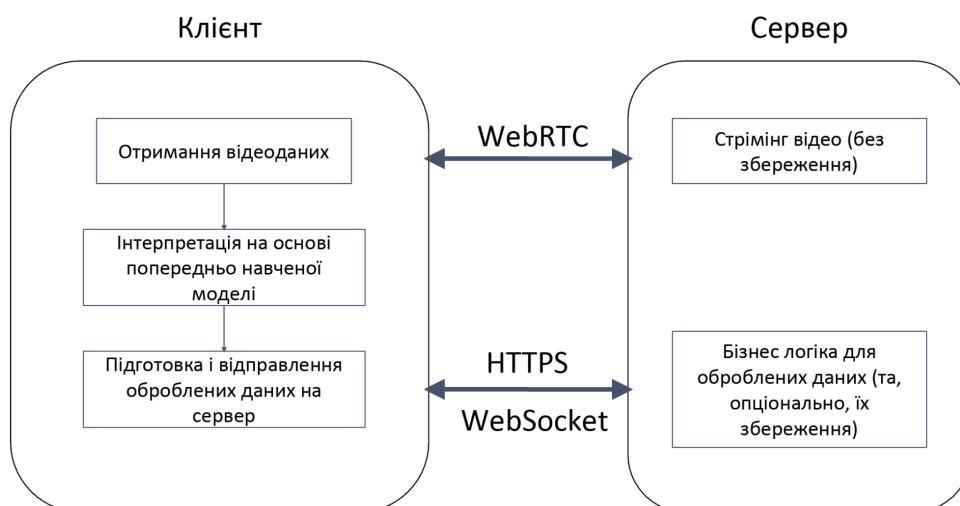 Клієнт
Сервер
Отримання відеоданих
WebRTC
Стрімінг відео (без
збереження)
Інтерпретація на основі
попередньо навченої
моделі
Підготовка і відправлення
оброблених даних на
сервер
HTTPS
WebSocket
Бізнес логіка для
оброблених даних (та,
опціонально, їх
збереження)